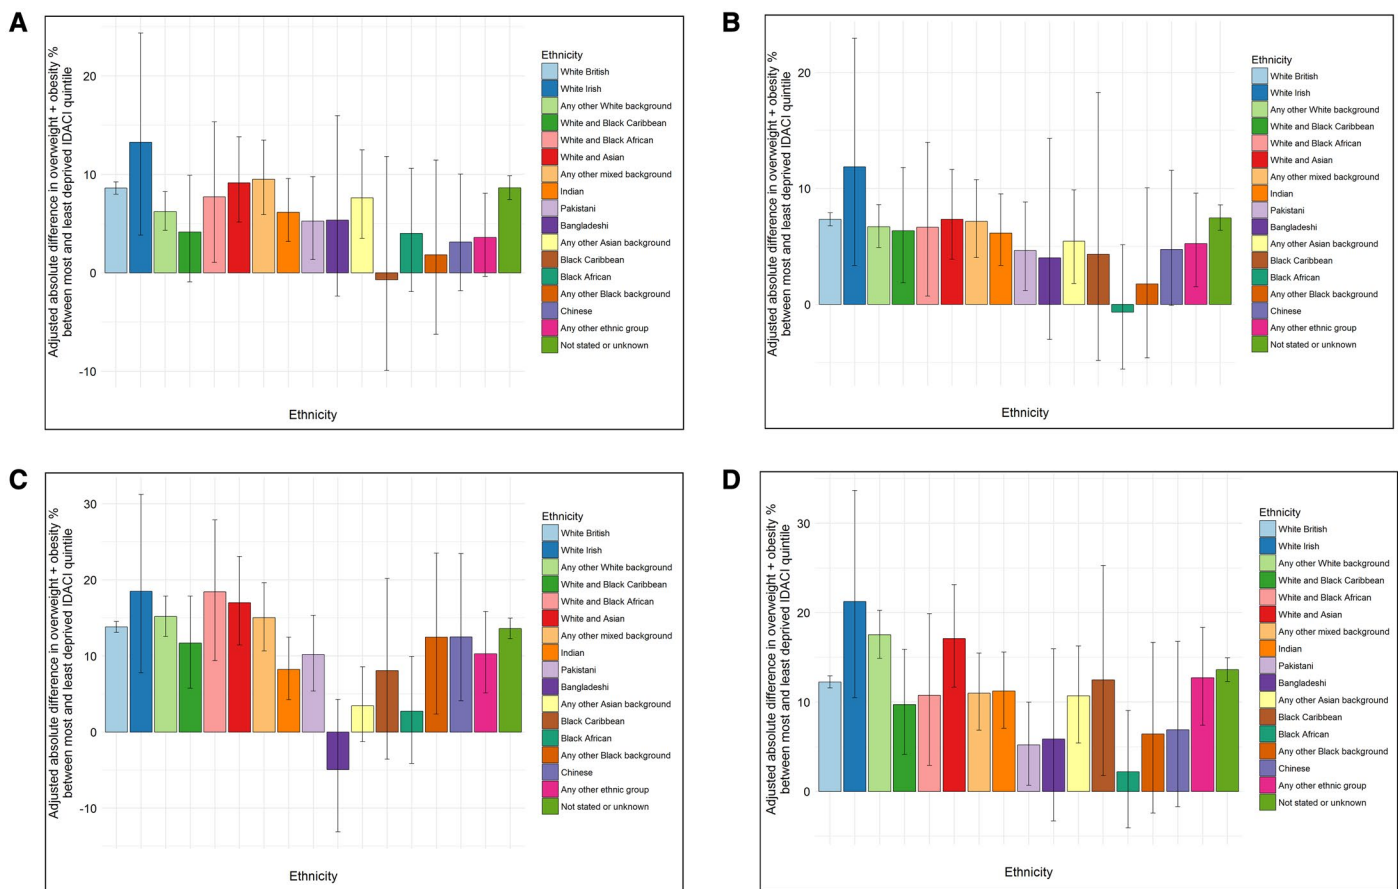 A
Adjusted absolute difference in overweight + obesity %
between most and least deprived IDACI quintile
20
10
0
-10
Ethnicity
Ethnicity
White British
White Irish
Any other White background
White and Black Caribbean
White and Black African
White and Asian
Any other mixed background
Indian
Pakistani
Bangladeshi
Any other Asian background
Black Caribbean
Black African
Any other Black background
Chinese
Any other ethnic group
Not stated or unknown
B
Adjusted absolute difference in overweight + obesity %
between most and least deprived IDACI quintile
20
10
0
Ethnicity
Ethnicity
White British
White Irish
Any other White background
White and Black Caribbean
White and Black African
White and Asian
Any other mixed background
Indian
Pakistani
Bangladeshi
Any other Asian background
Black Caribbean
Black African
Any other Black background
Chinese
Any other ethnic group
Not stated or unknown
C
Adjusted absolute difference in overweight + obesity %
between most and least deprived IDACI quintile
30
20
10
0
-10
Ethnicity
Ethnicity
White British
White Irish
Any other White background
White and Black Caribbean
White and Black African
White and Asian
Any other mixed background
Indian
Pakistani
Bangladeshi
Any other Asian background
Black Caribbean
Black African
Any other Black background
Chinese
Any other ethnic group
Not stated or unknown
D
Adjusted absolute difference in overweight + obesity %
between most and least deprived IDACI quintile
30
20
10
0
Ethnicity
Ethnicity
White British
White Irish
Any other White background
White and Black Caribbean
White and Black African
White and Asian
Any other mixed background
Indian
Pakistani
Bangladeshi
Any other Asian background
Black Caribbean
Black African
Any other Black background
Chinese
Any other ethnic group
Not stated or unknown